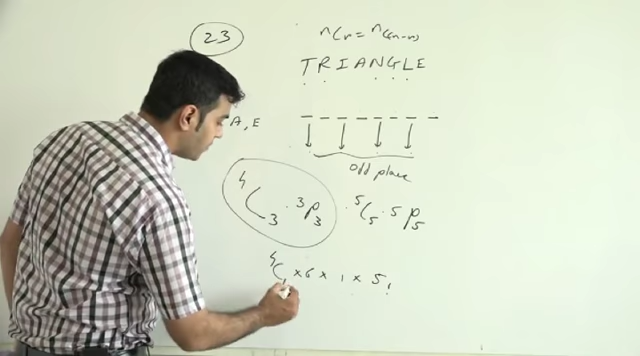 23
nCr = nC(n-r)
TRIANGLE
A, E
odd place
4C3 . 3P3 . 5C5 . 5P5
4C1 × 6 × 1 × 5!